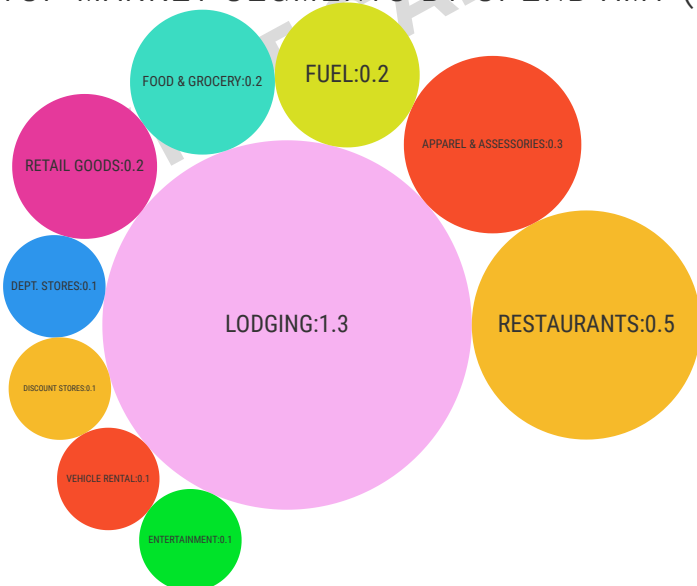 FOOD & GROCERY:0.2
FUEL:0.2
APPAREL & ASSESSORIES:0.3
RETAIL GOODS:0.2
DEPT. STORES:0.1
LODGING:1.3
RESTAURANTS:0.5
DISCOUNT STORES:0.1
VEHICLE RENTAL:0.1
ENTERTAINMENT:0.1